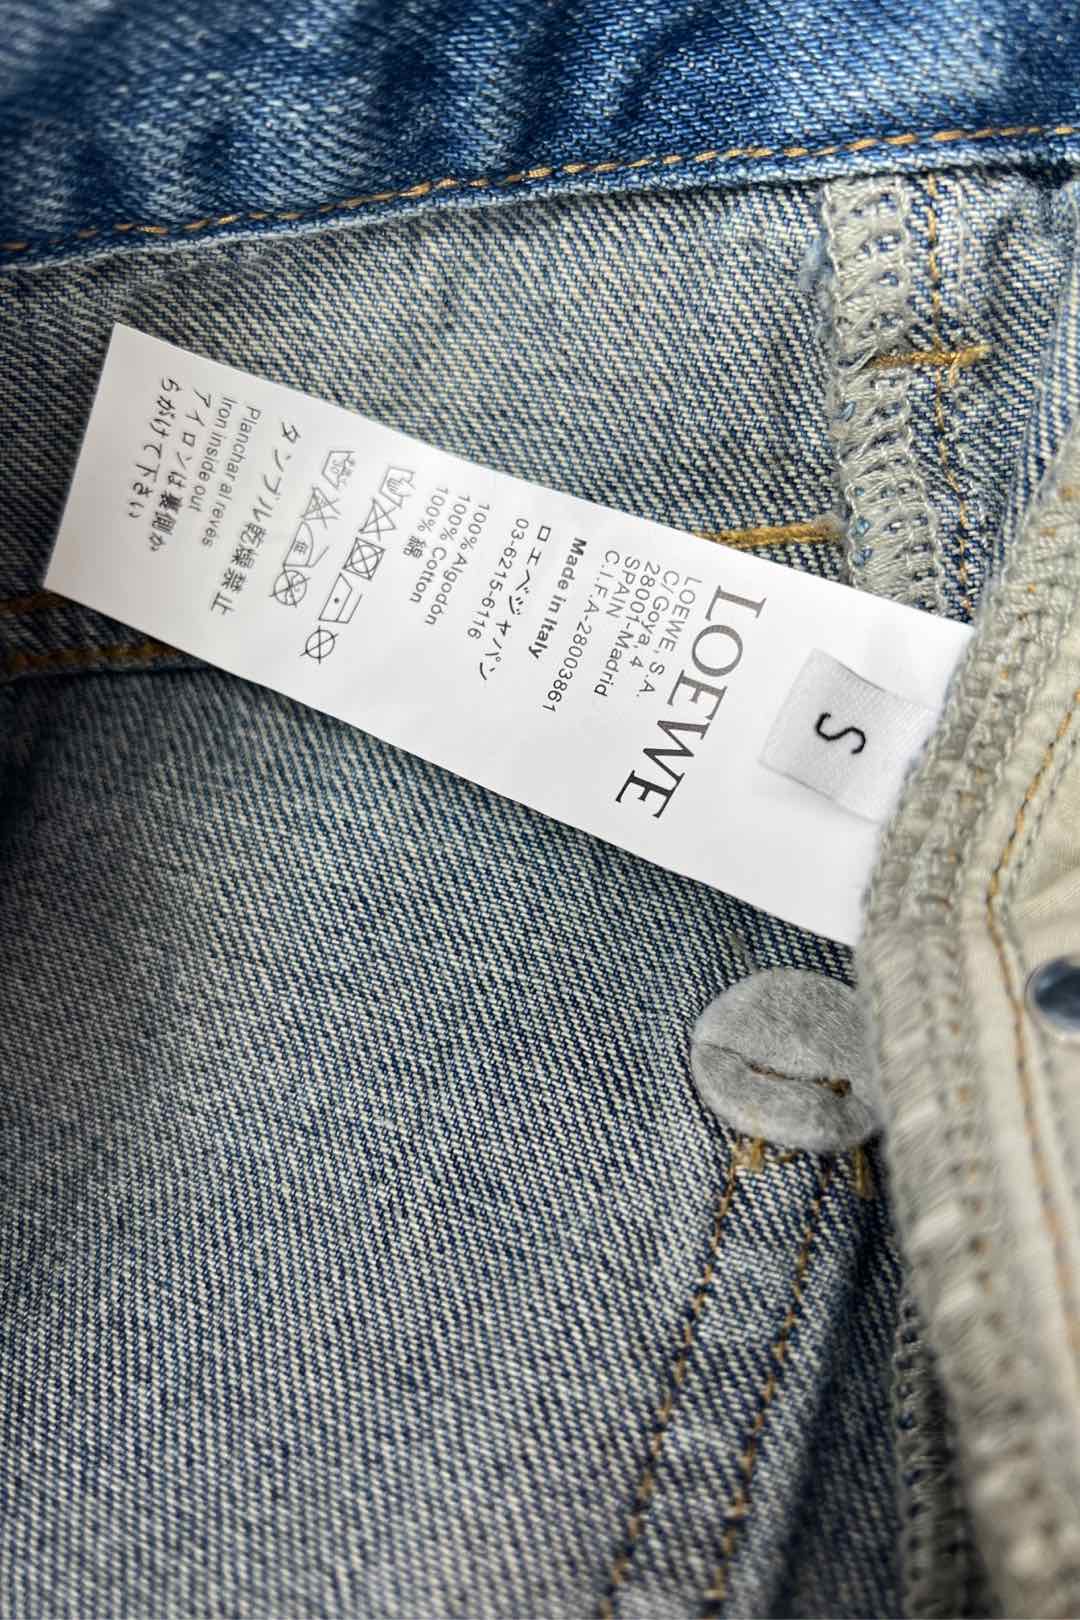 S
LOEWE
LOEWE, S.A.
C/Goya, 4
28001-Madrid
SPAIN
C.I.F.A-28003861
Made in Italy
ロエベジャパン
03-6215-6116
100% Algodón
100% Cotton
100% 綿
タンブル乾燥禁止
Planchar al revés
Iron inside out
アイロンは裏側か
らがけて下さい